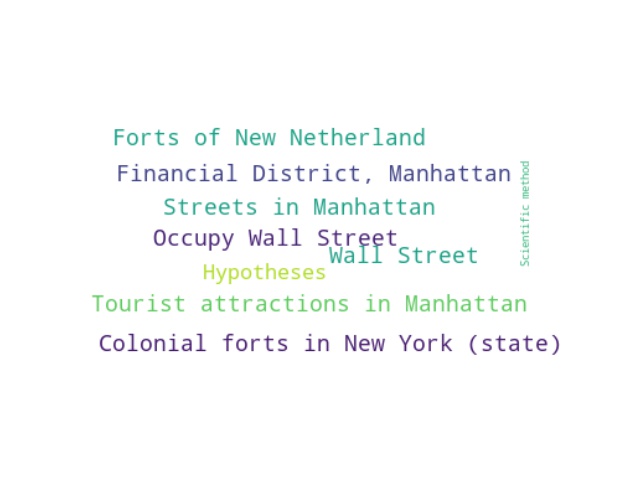 Forts of New Netherland
Financial District, Manhattan
Scientific method
Streets in Manhattan
Occupy Wall Street
Wall Street
Hypotheses
Tourist attractions in Manhattan
Colonial forts in New York (state)